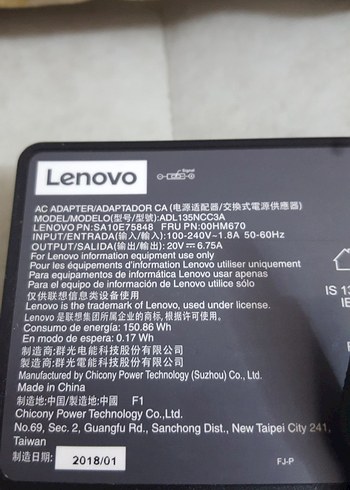 Lenovo
Signal
AC ADAPTER/ADAPTADOR CA (电源适配器/交換式電源供應器)
MODEL/MODELO(型号/型號):ADL135NCC3A
LENOVO PN:SA10E75848 FRU PN:00HM670
INPUT/ENTRADA(输入/輸入):100-240V~1.8A 50-60Hz
OUTPUT/SALIDA(输出/輸出): 20V⎓6.75A
For Lenovo information equipment use only
Pour les équipements d'information Lenovo utiliser uniquement
Para equipamentos de informática Lenovo usar apenas
Para el equipo de información de Lenovo utilice sólo
仅供联想信息类设备使用
Lenovo is the trademark of Lenovo, used under license.
Lenovo 是联想集团所属企业的商标,根据许可使用。
Consumo de energía: 150.86 Wh
En modo de espera: 0.17 Wh
制造商:群光电能科技股份有限公司
製造商:群光電能科技股份有限公司
Manufactured by Chicony Power Technology (Suzhou) Co., Ltd.
Made in China
制造地:中国/製造地:中國 F1
Chicony Power Technology Co.,Ltd.
No.69, Sec. 2, Guangfu Rd., Sanchong Dist., New Taipei City 241,
Taiwan
制造日期: 2018/01
FJ-P
IS 13